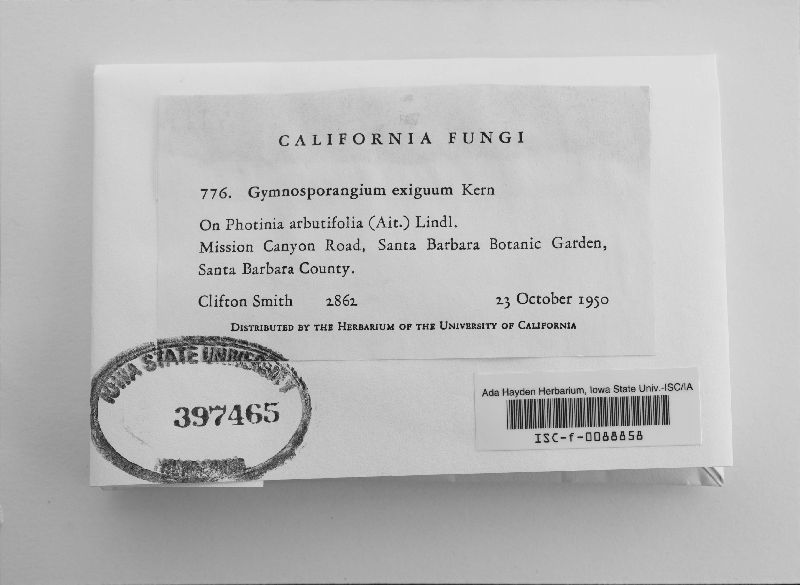 CALIFORNIA FUNGI
776. Gymnosporangium exiguum Kern
On Photinia arbutifolia (Ait.) Lindl.
Mission Canyon Road, Santa Barbara Botanic Garden,
Santa Barbara County.
Clifton Smith 2862 23 October 1950
DISTRIBUTED BY THE HERBARIUM OF THE UNIVERSITY OF CALIFORNIA
IOWA STATE UNIVERSITY
397465
Ada Hayden Herbarium, Iowa State Univ.-ISC/IA
ISC-f-0088858